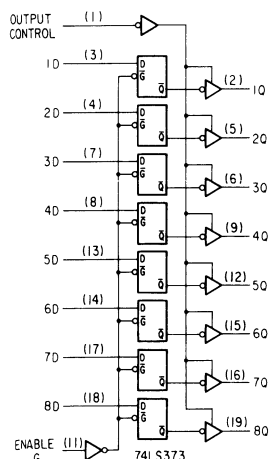 OUTPUT (1)
CONTROL
1D (3) D G̅ Q̅ (2) 1Q
2D (4) D G̅ Q̅ (5) 2Q
3D (7) D G̅ Q̅ (6) 3Q
4D (8) D G̅ Q̅ (9) 4Q
5D (13) D G̅ Q̅ (12) 5Q
6D (14) D G̅ Q̅ (15) 6Q
7D (17) D G̅ Q̅ (16) 7Q
8D (18) D G̅ Q̅ (19) 8Q
ENABLE (11)
G
74LS373